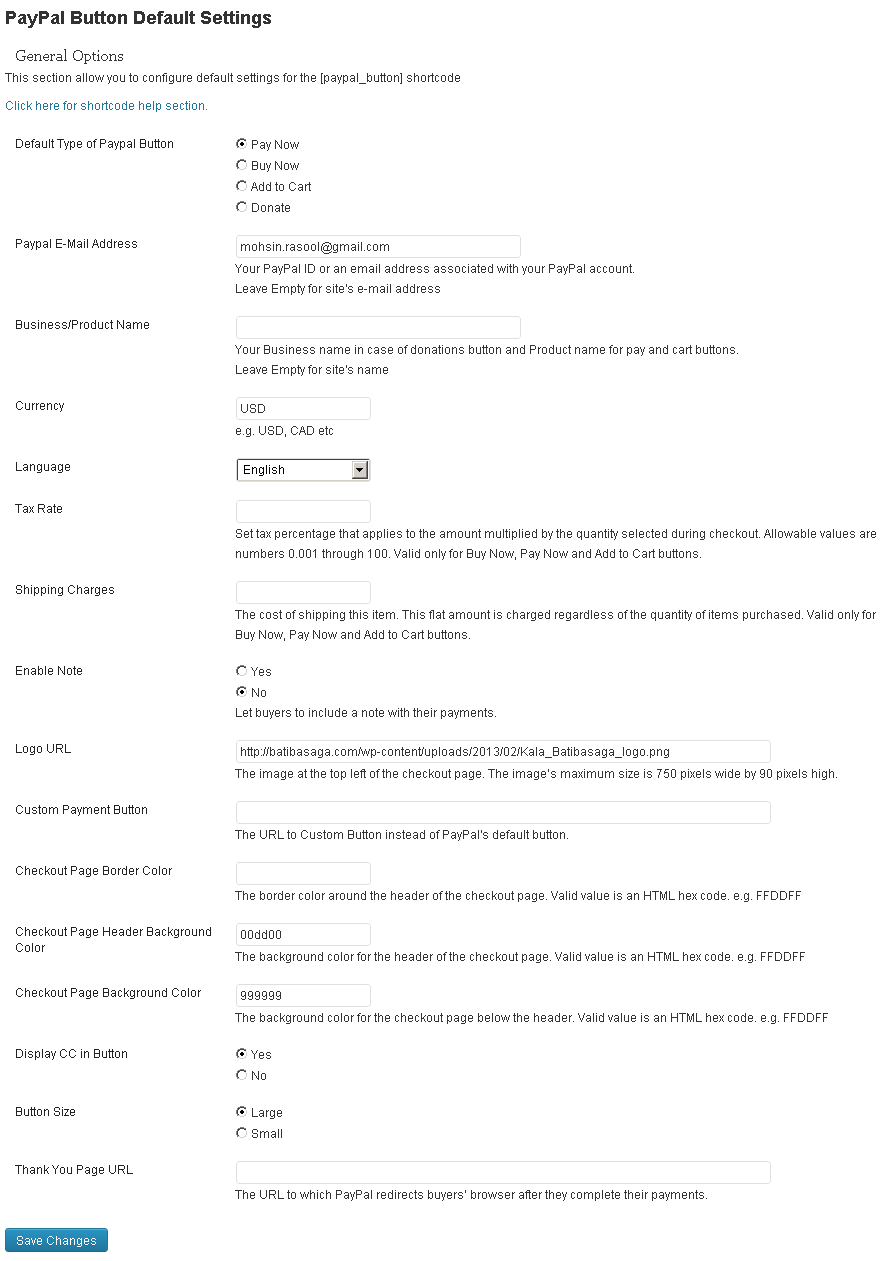 PayPal Button Default Settings
General Options
This section allow you to configure default settings for the [paypal_button] shortcode
Click here for shortcode help section.
Default Type of Paypal Button
Pay Now
Buy Now
Add to Cart
Donate
Paypal E-Mail Address
mohsin.rasool@gmail.com
Your PayPal ID or an email address associated with your PayPal account.
Leave Empty for site's e-mail address
Business/Product Name
Your Business name in case of donations button and Product name for pay and cart buttons.
Leave Empty for site's name
Currency
USD
e.g. USD, CAD etc
Language
English
Tax Rate
Set tax percentage that applies to the amount multiplied by the quantity selected during checkout. Allowable values are
numbers 0.001 through 100. Valid only for Buy Now, Pay Now and Add to Cart buttons.
Shipping Charges
The cost of shipping this item. This flat amount is charged regardless of the quantity of items purchased. Valid only for
Buy Now, Pay Now and Add to Cart buttons.
Enable Note
Yes
No
Let buyers to include a note with their payments.
Logo URL
http://batibasaga.com/wp-content/uploads/2013/02/Kala_Batibasaga_logo.png
The image at the top left of the checkout page. The image's maximum size is 750 pixels wide by 90 pixels high.
Custom Payment Button
The URL to Custom Button instead of PayPal's default button.
Checkout Page Border Color
The border color around the header of the checkout page. Valid value is an HTML hex code. e.g. FFDDFF
Checkout Page Header Background
Color
00dd00
The background color for the header of the checkout page. Valid value is an HTML hex code. e.g. FFDDFF
Checkout Page Background Color
999999
The background color for the checkout page below the header. Valid value is an HTML hex code. e.g. FFDDFF
Display CC in Button
Yes
No
Button Size
Large
Small
Thank You Page URL
The URL to which PayPal redirects buyers' browser after they complete their payments.
Save Changes